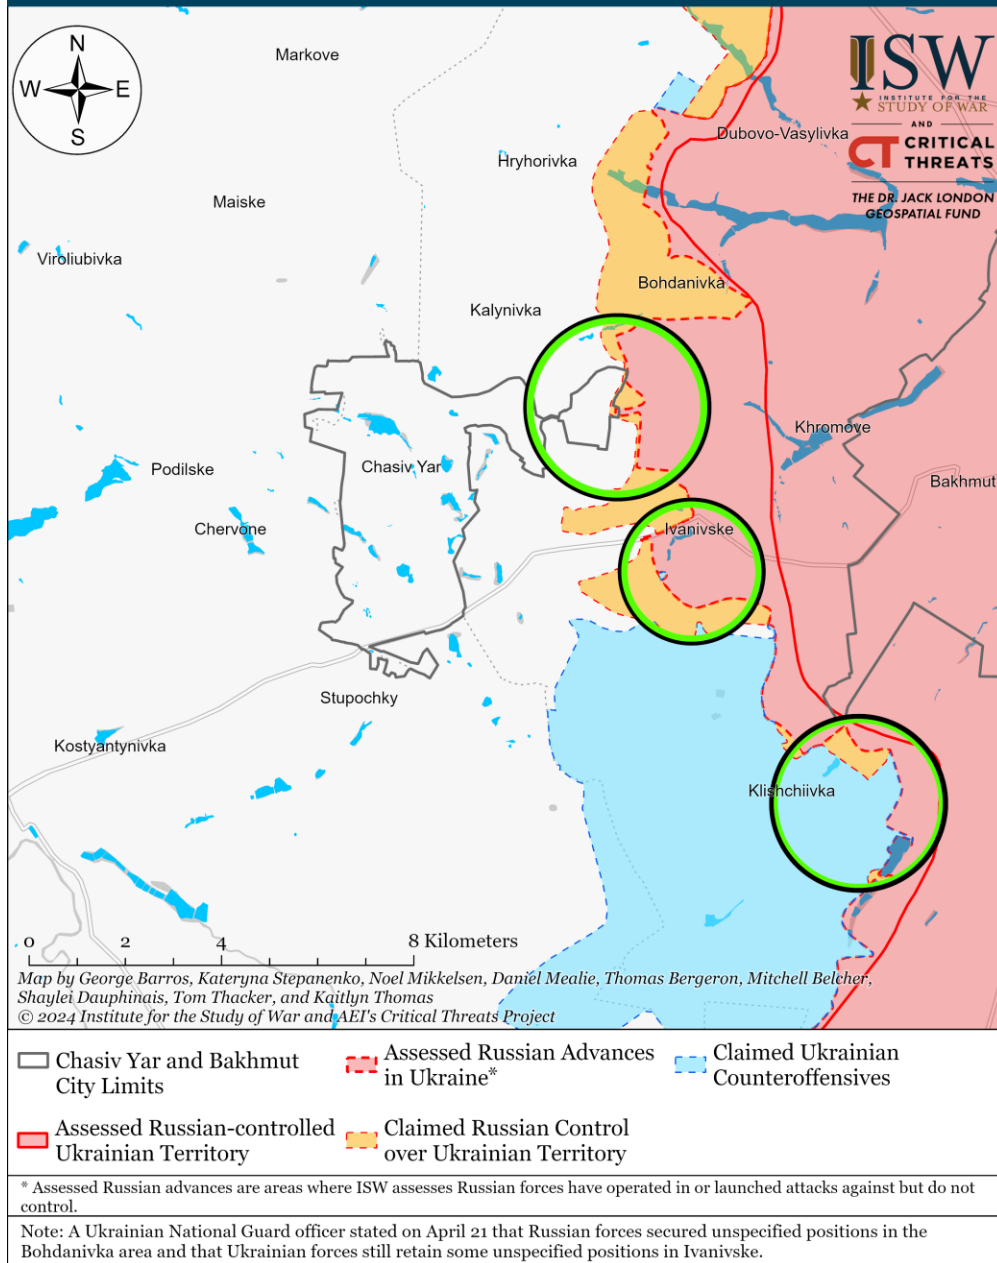 N
W
E
S
Markove
ISW
INSTITUTE FOR THE
STUDY OF WAR
AND
CT CRITICAL
THREATS
THE DR. JACK LONDON
GEOSPATIAL FUND
Dubovo-Vasylivka
Hryhorivka
Maiske
Viroliubivka
Bohdanivka
Kalynivka
Khromove
Podilske
Chasiv Yar
Bakhmut
Chervone
Ivanivske
Stupochky
Kostyantynivka
Klishchiivka
0 2 4 8 Kilometers
Map by George Barros, Kateryna Stepanenko, Noel Mikkelsen, Daniel Mealie, Thomas Bergeron, Mitchell Belcher,
Shaylei Dauphinais, Tom Thacker, and Kaitlyn Thomas
© 2024 Institute for the Study of War and AEI's Critical Threats Project
Chasiv Yar and Bakhmut
City Limits
Assessed Russian Advances
in Ukraine*
Claimed Ukrainian
Counteroffensives
Assessed Russian-controlled
Ukrainian Territory
Claimed Russian Control
over Ukrainian Territory
* Assessed Russian advances are areas where ISW assesses Russian forces have operated in or launched attacks against but do not
control.
Note: A Ukrainian National Guard officer stated on April 21 that Russian forces secured unspecified positions in the
Bohdanivka area and that Ukrainian forces still retain some unspecified positions in Ivanivske.